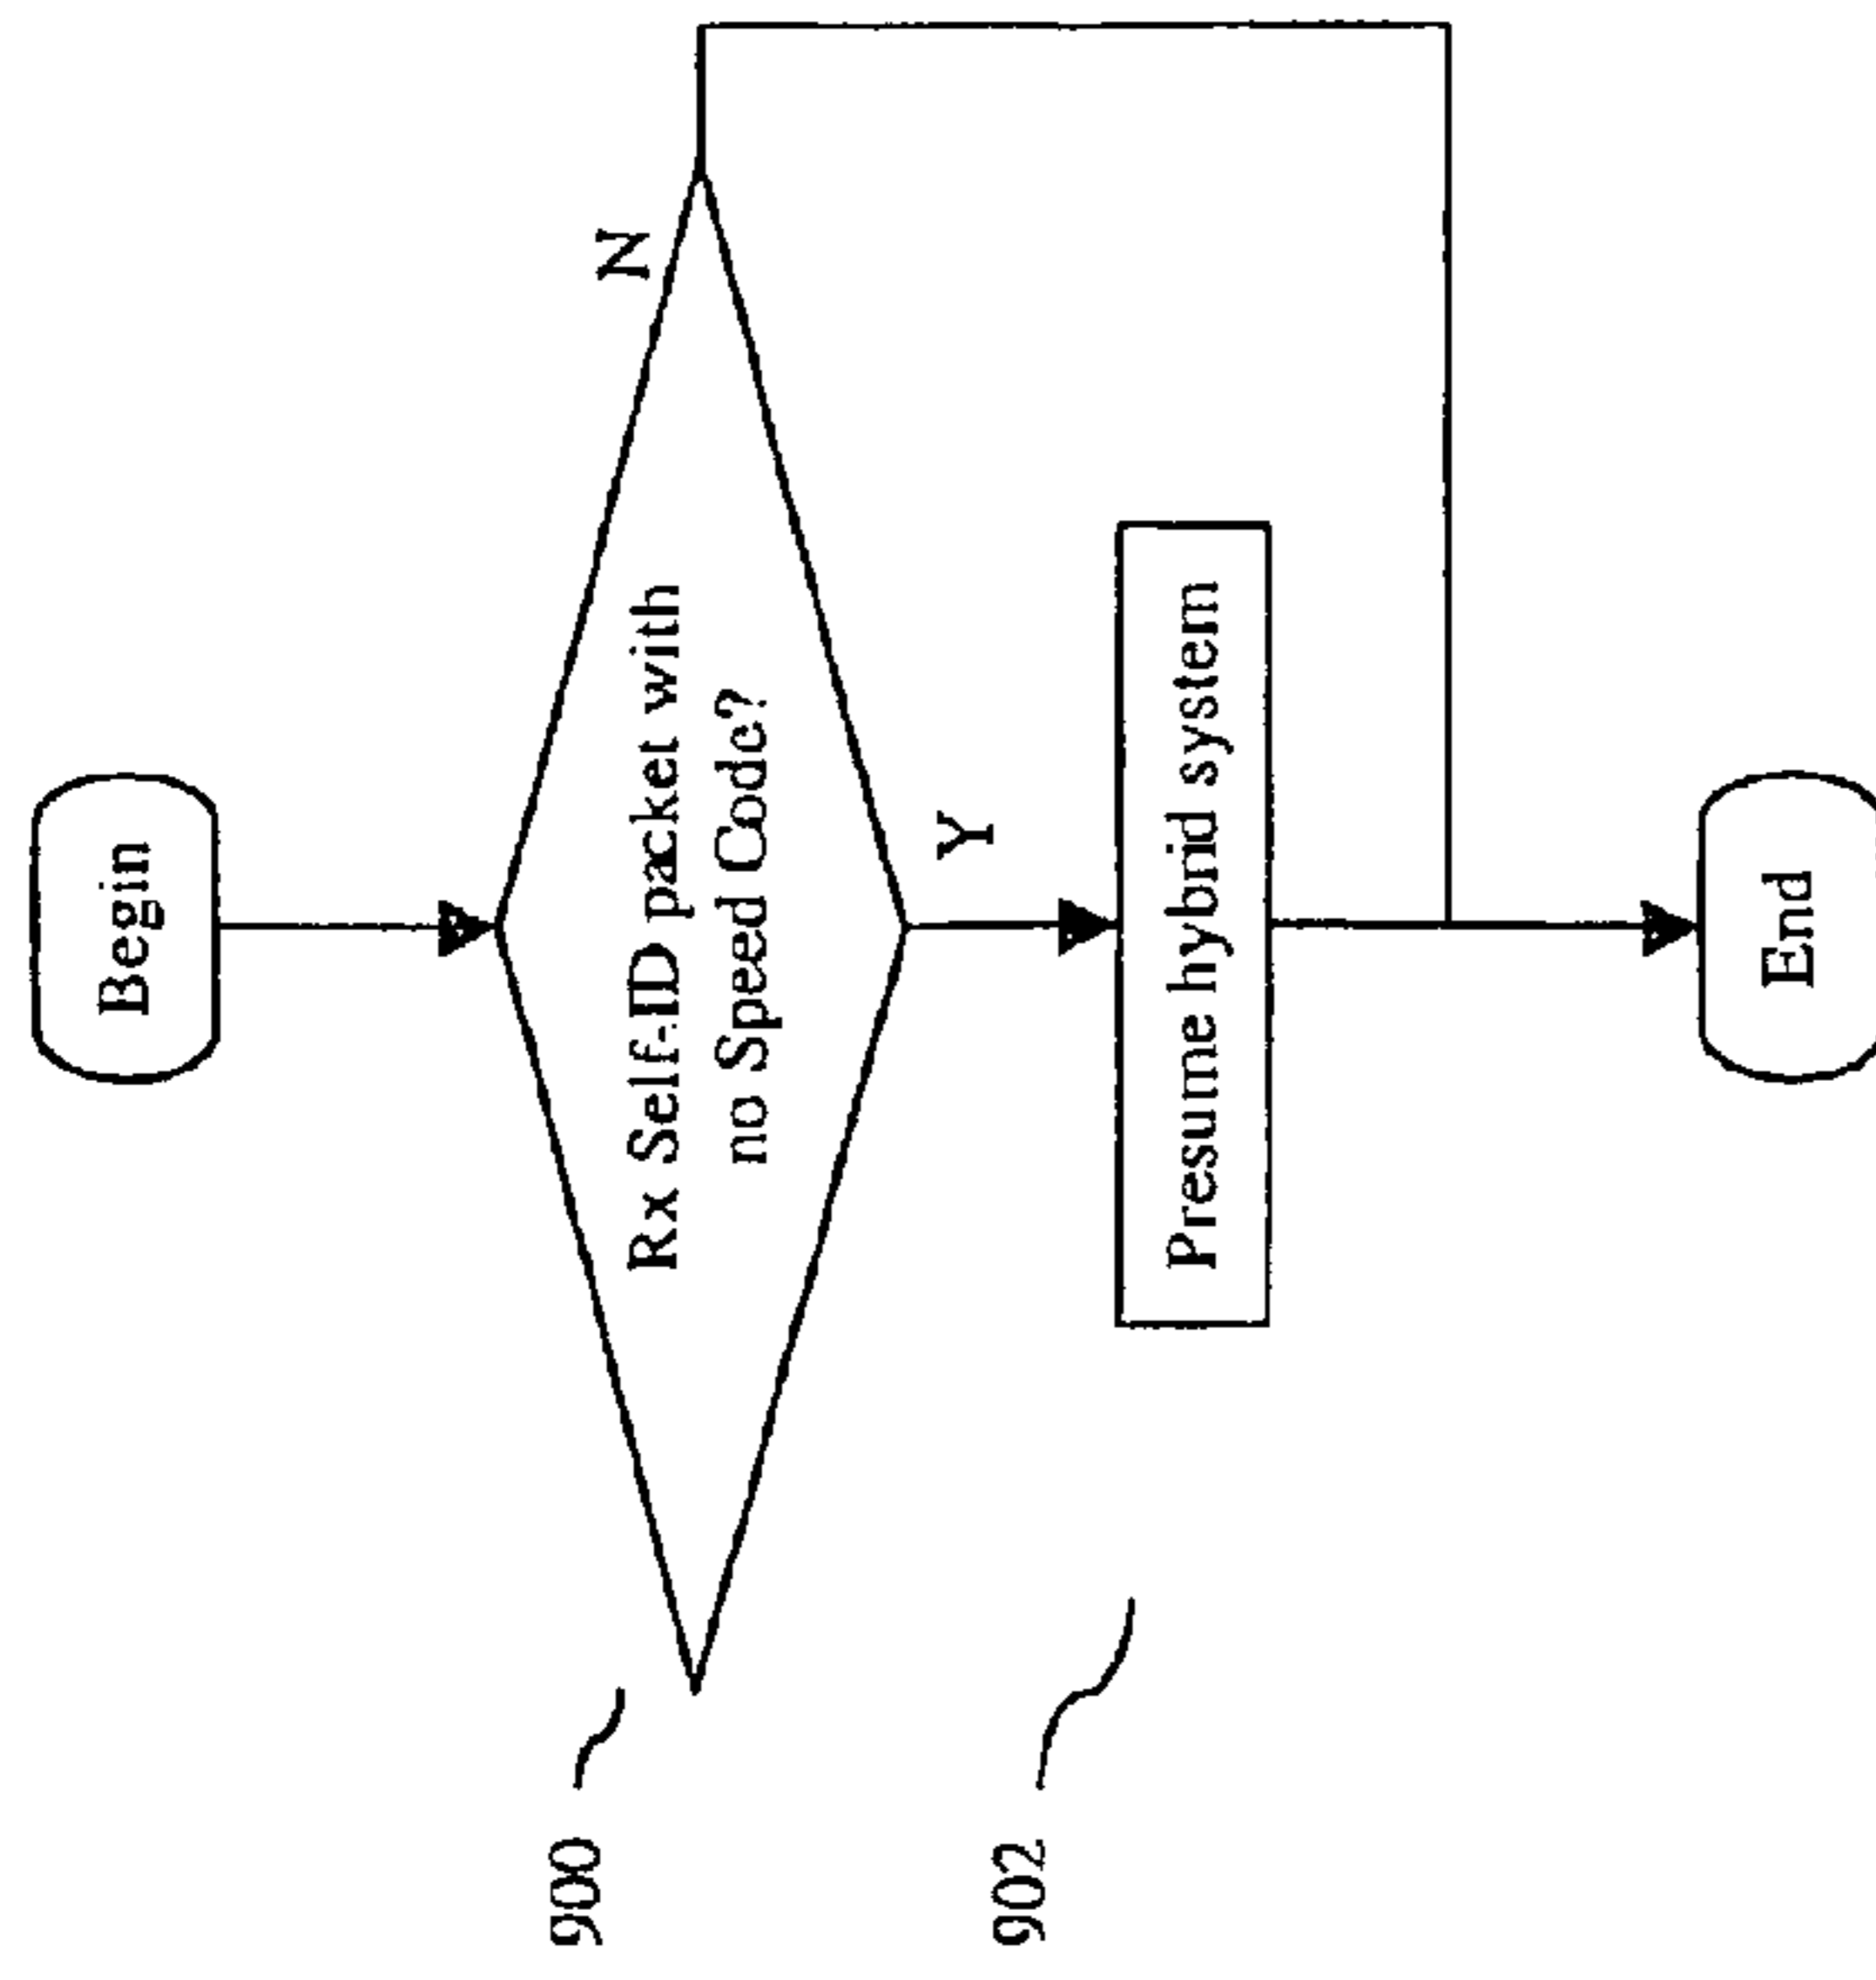 Begin
900
Rx Self-ID packet with
no Speed Code?
N
Y
902
Presume hybrid system
End